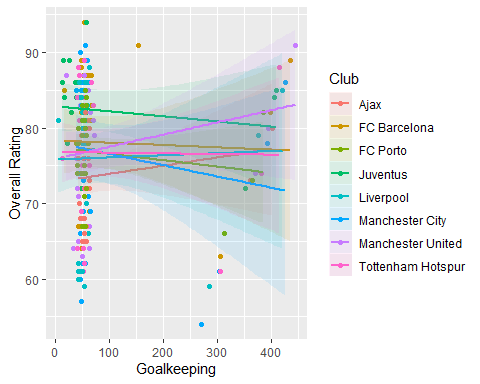 90
80
70
60
Overall Rating
0
100
200
300
400
Goalkeeping
Club
Ajax
FC Barcelona
FC Porto
Juventus
Liverpool
Manchester City
Manchester United
Tottenham Hotspur